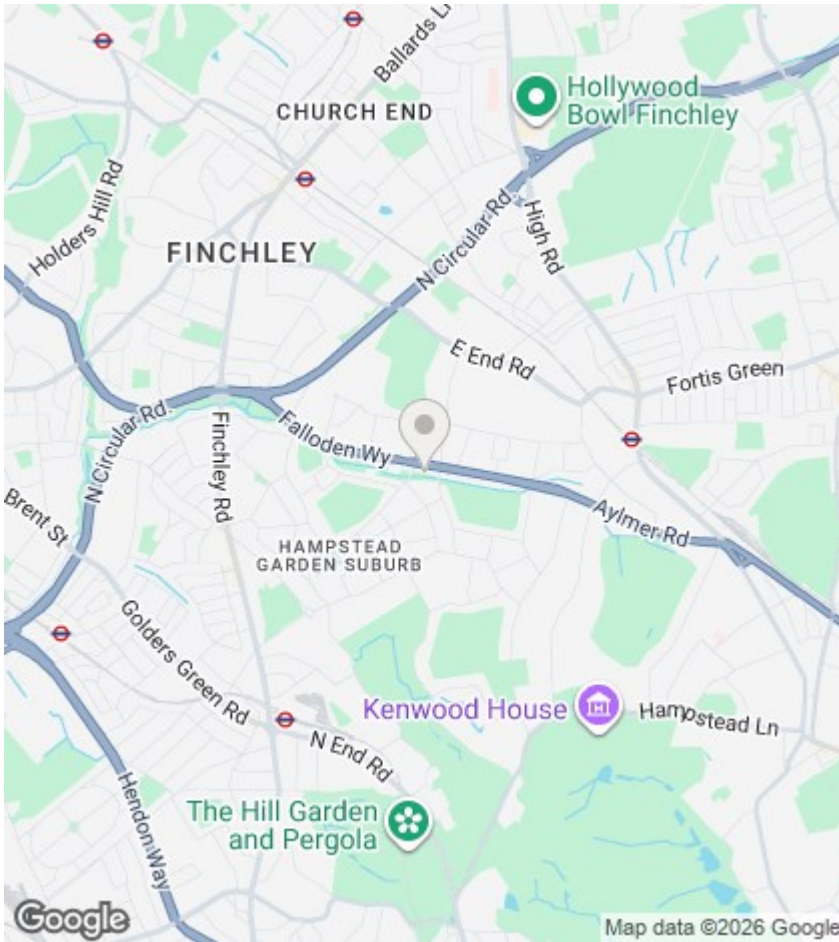 Ballards Ln
CHURCH END
Hollywood
Bowl Finchley
Holders Hill Rd
FINCHLEY
N Circular Rd
High Rd
E End Rd
Fortis Green
N Circular Rd
Finchley Rd
Falloden Wy
Aylmer Rd
Brent St
HAMPSTEAD
GARDEN SUBURB
Golders Green Rd
Kenwood House
Hampstead Ln
N End Rd
The Hill Garden
and Pergola
Hendon Way
Google
Map data ©2026 Google